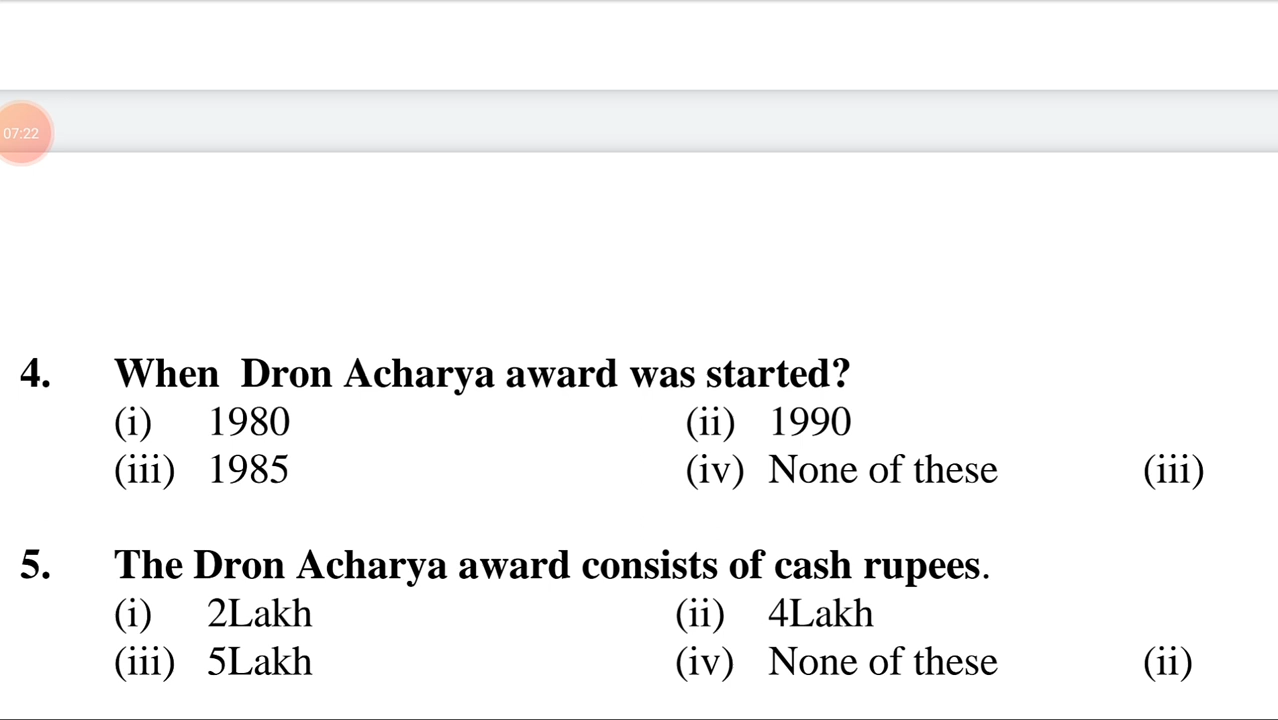 07:22
4. When Dron Acharya award was started?
(i) 1980 (ii) 1990
(iii) 1985 (iv) None of these (iii)
5. The Dron Acharya award consists of cash rupees.
(i) 2Lakh (ii) 4Lakh
(iii) 5Lakh (iv) None of these (ii)